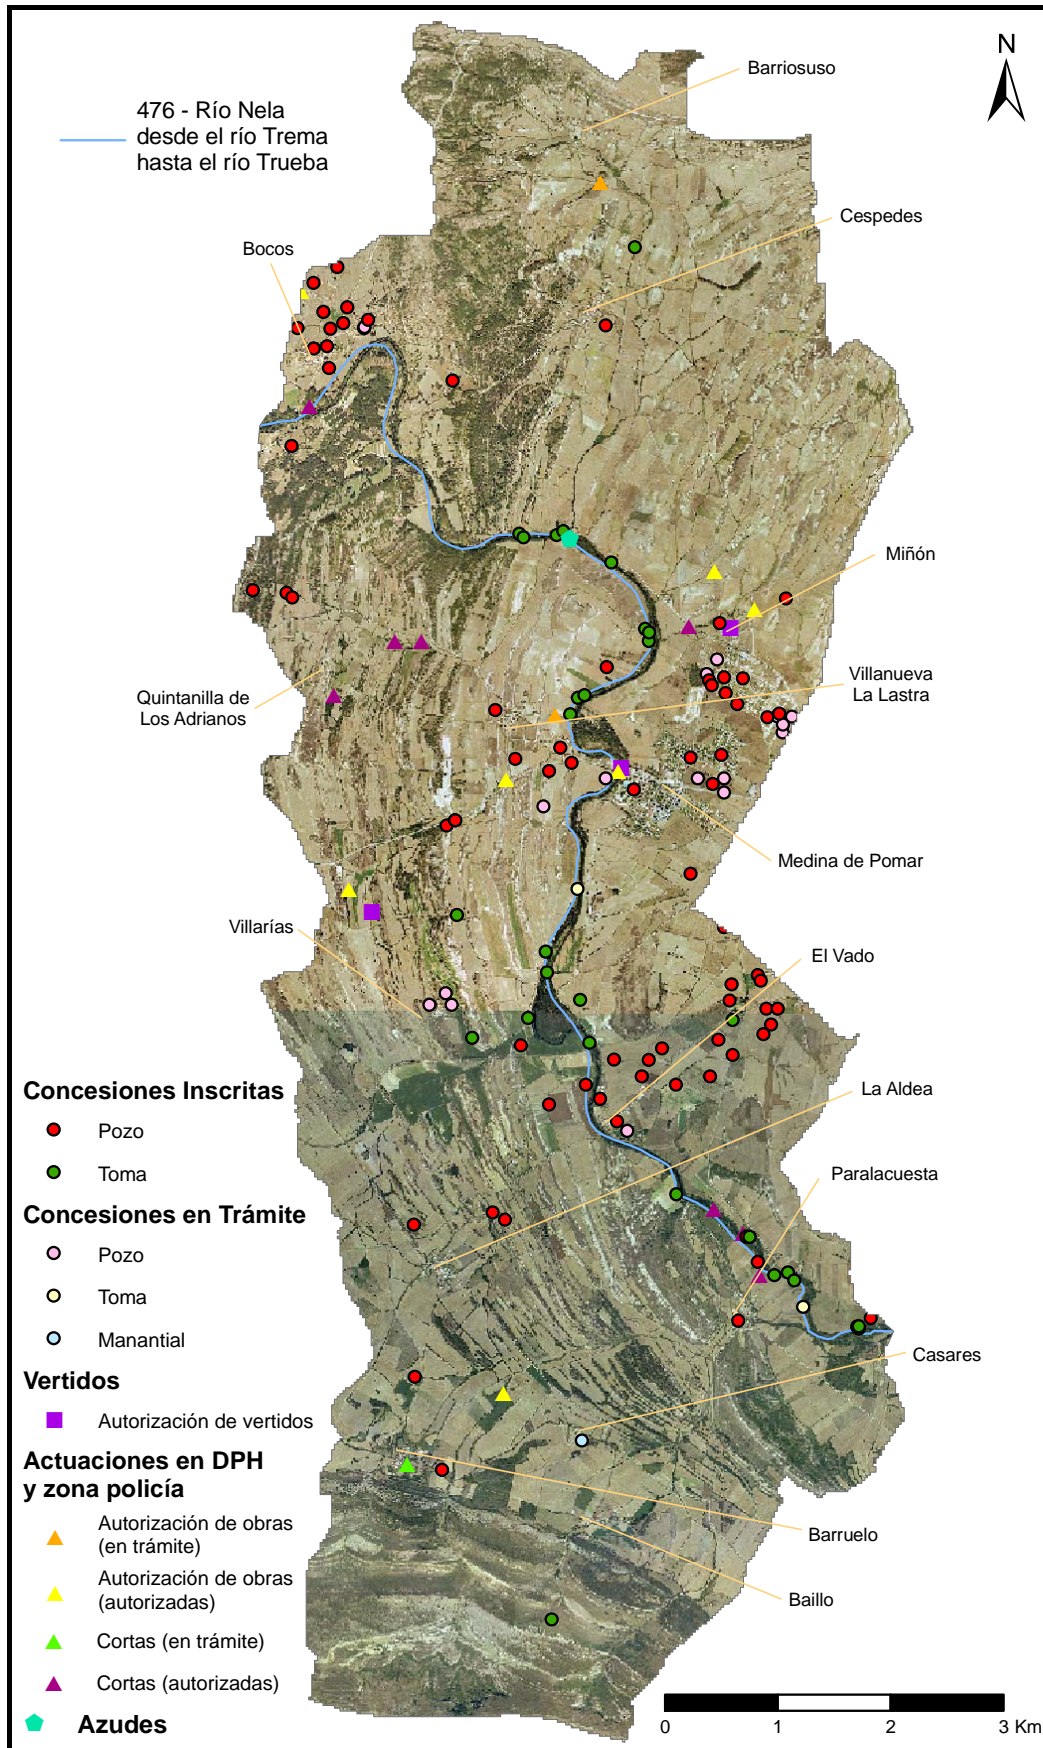 N
Barriosuso
476 - Río Nela
desde el río Trema
hasta el río Trueba
Cespedes
Bocos
Miñón
Villanueva
La Lastra
Quintanilla de
Los Adrianos
Medina de Pomar
Villarías
El Vado
La Aldea
Paralacuesta
Casares
Barruelo
Baillo
Concesiones Inscritas
Pozo
Toma
Concesiones en Trámite
Pozo
Toma
Manantial
Vertidos
Autorización de vertidos
Actuaciones en DPH
y zona policía
Autorización de obras
(en trámite)
Autorización de obras
(autorizadas)
Cortas (en trámite)
Cortas (autorizadas)
Azudes
0 1 2 3 Km